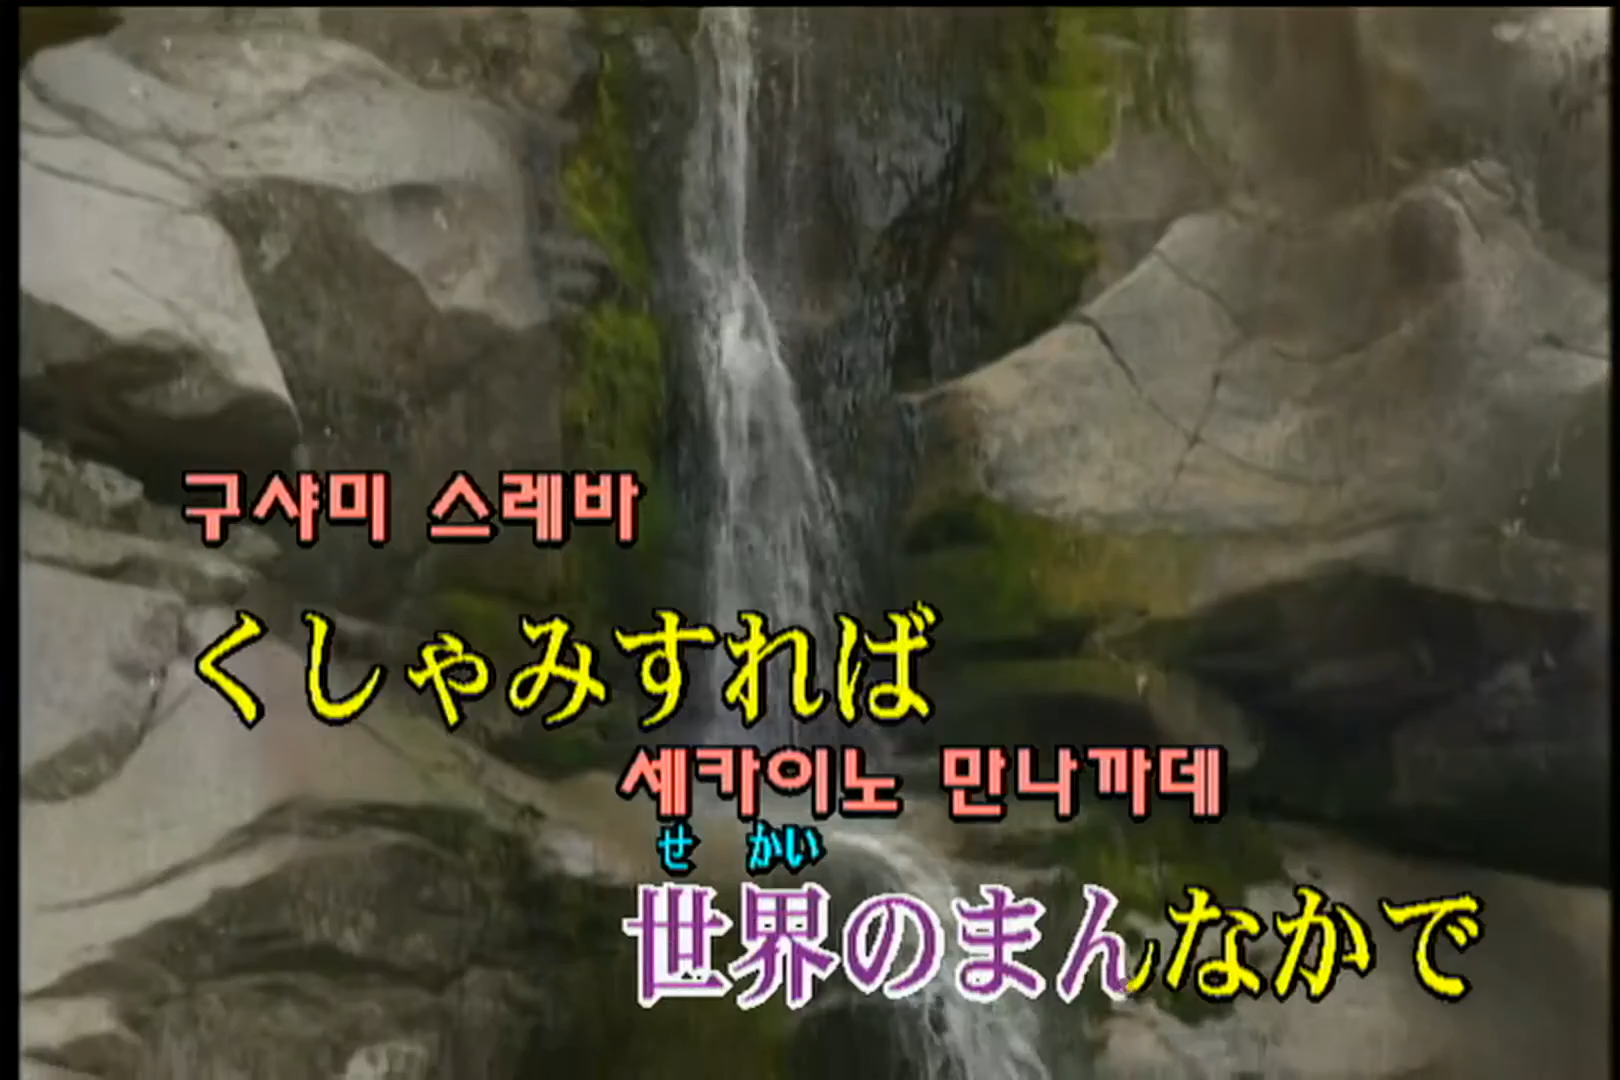 구샤미 스레바
くしゃみすれば
세카이노 만나까데
せ かい
世界のまんなかで